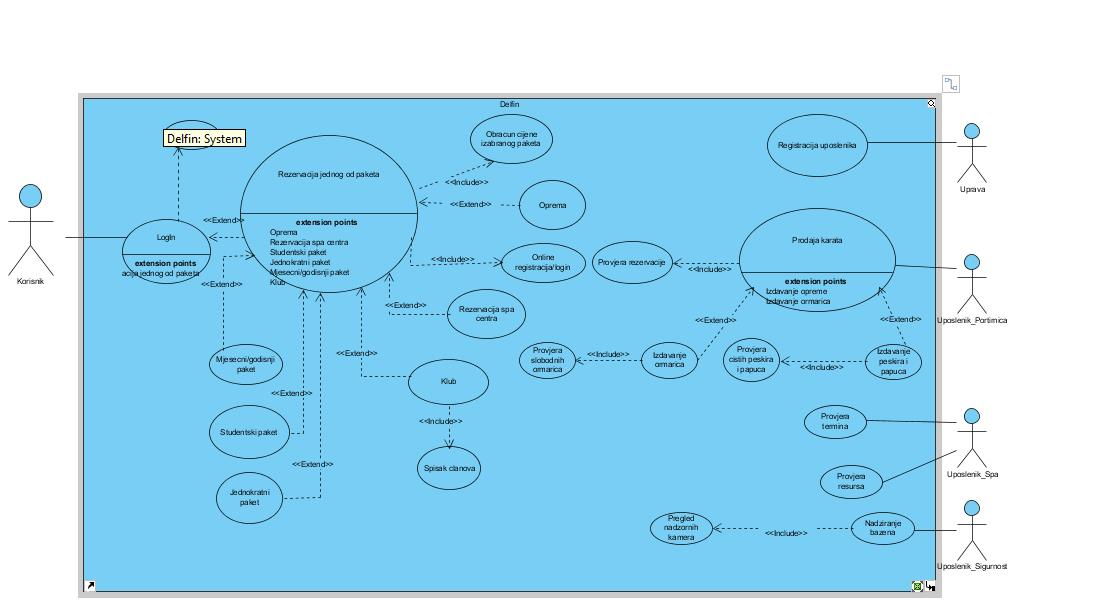 Delfin
Delfin: System
Obracun cijene
izabranog paketa
Registracija uposlenika
Uprava
Rezervacija jednog od paketa
<<Include>>
<<Extend>>
Oprema
extension points
Oprema
Rezervacija spa centra
Studentski paket
Jednokratni paket
Mjesecni/godisnji paket
Klub
Korisnik
LogIn
extension points
acija jednog od paketa
<<Extend>>
<<Extend>>
<<Include>>
Online
registracija/login
Provjera rezervacije
<<Include>>
Prodaja karata
extension points
Izdavanje opreme
Izdavanje ormarica
Uposlenik_Portirnica
<<Extend>>
Rezervacija spa
centra
<<Extend>>
<<Extend>>
<<Extend>>
Mjesecni/godisnji
paket
Klub
Provjera
slobodnih
ormarica
<<Include>>
Izdavanje
ormarica
Provjera
cistih peskira
i papuca
<<Include>>
Izdavanje
peskira i
papuca
<<Extend>>
Studentski paket
<<Include>>
Spisak clanova
Provjera
termina
Uposlenik_Spa
<<Extend>>
Jednokratni
paket
Provjera
resursa
Pregled
nadzornih
kamera
<<Include>>
Nadziranje
bazena
Uposlenik_Sigurnost